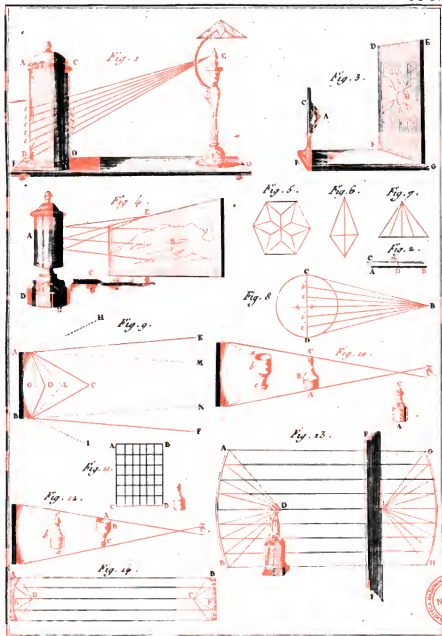 Fig. 1
Fig. 3.
A
C
E
B
D
F
G
D
E
C
A
F
F
G
Fig. 4.
E
A
B
C
D
Fig. 5.
Fig. 6.
Fig. 7.
Fig. 2.
C
A
D
B
Fig. 8
C
A
B
D
Fig. 9.
H
K
A
M
G
D
L
C
B
N
I
F
Fig. 10.
a
b
c
C
B
A
C
A
Fig. 11.
A
B
C
D
Fig. 12.
a
b
A
B
C
Fig. 13
A
D
B
E
G
F
H
Fig. 14
A
D
C
B
N